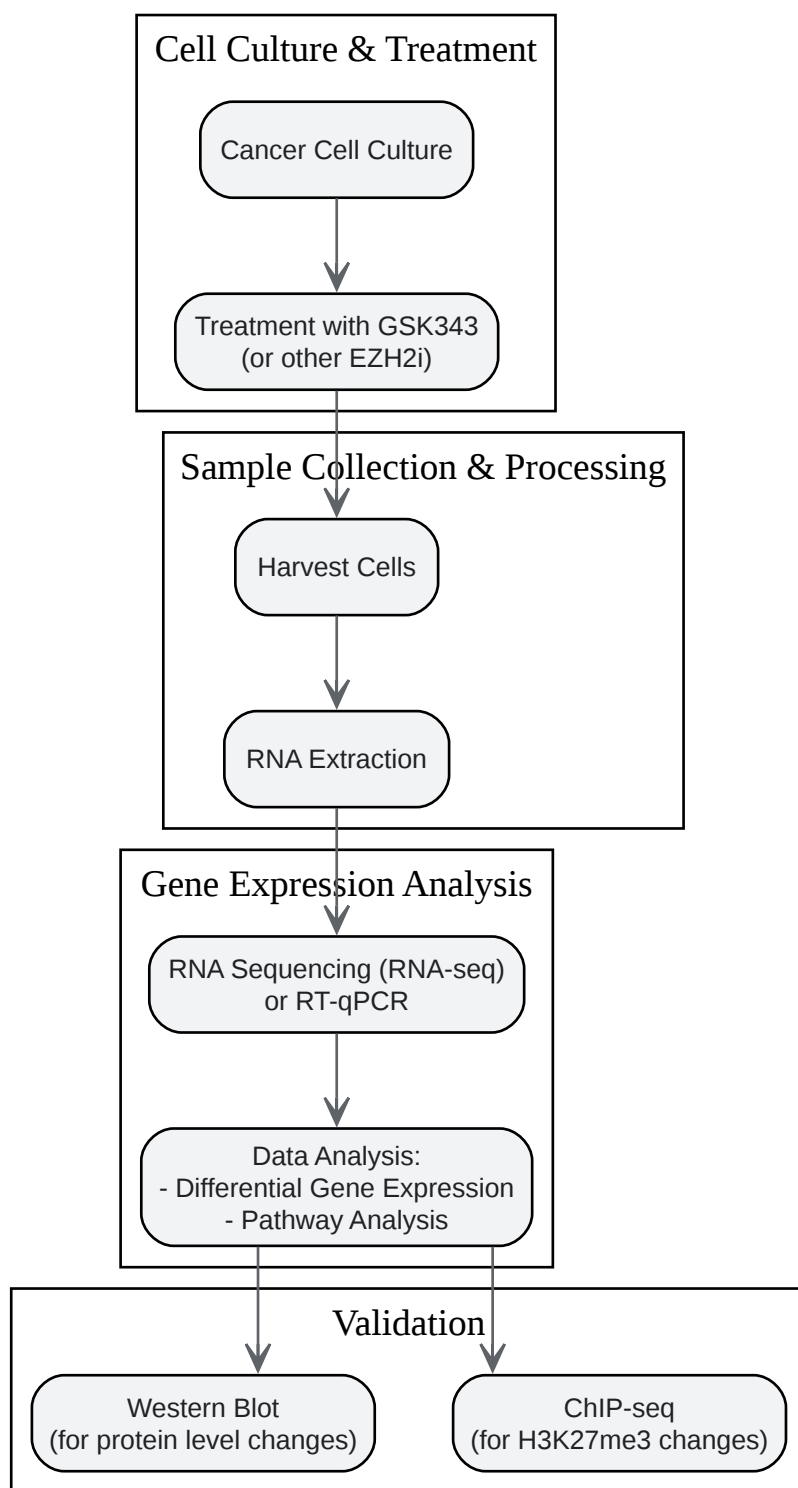 Cell Culture & Treatment
Cancer Cell Culture
Treatment with GSK343
(or other EZH2i)
Sample Collection & Processing
Harvest Cells
RNA Extraction
Gene Expression Analysis
RNA Sequencing (RNA-seq)
or RT-qPCR
Data Analysis:
- Differential Gene Expression
- Pathway Analysis
Validation
Western Blot
(for protein level changes)
ChIP-seq
(for H3K27me3 changes)